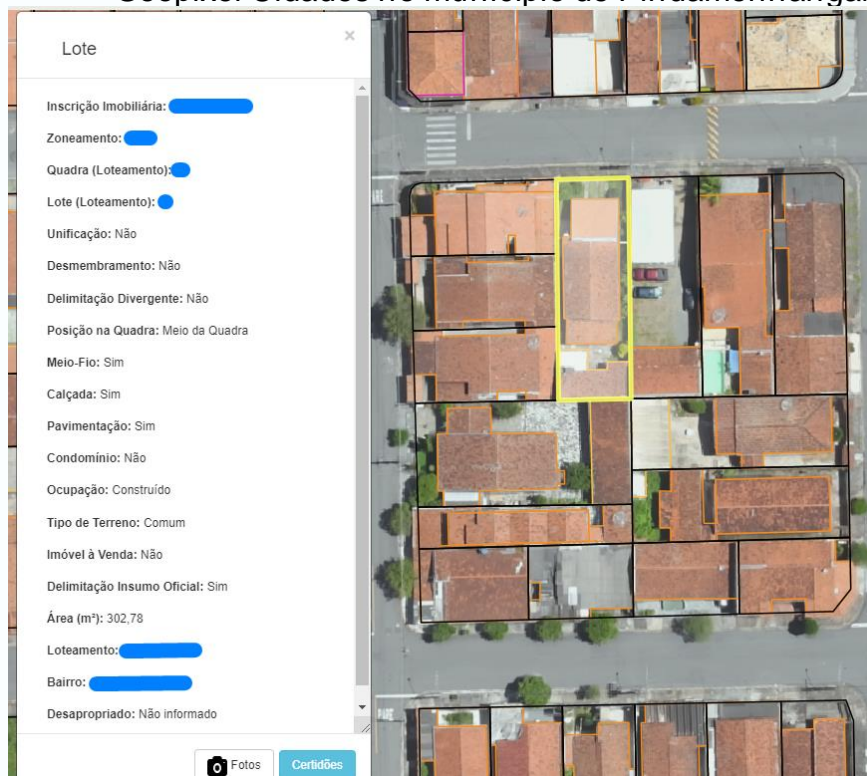 Lote
×
Inscrição Imobiliária:
Zoneamento:
Quadra (Loteamento):
Lote (Loteamento):
Unificação: Não
Desmembramento: Não
Delimitação Divergente: Não
Posição na Quadra: Meio da Quadra
Meio-Fio: Sim
Calçada: Sim
Pavimentação: Sim
Condomínio: Não
Ocupação: Construído
Tipo de Terreno: Comum
Imóvel à Venda: Não
Delimitação Insumo Oficial: Sim
Área (m²): 302,78
Loteamento:
Bairro:
Desapropriado: Não informado
Fotos
Certidões